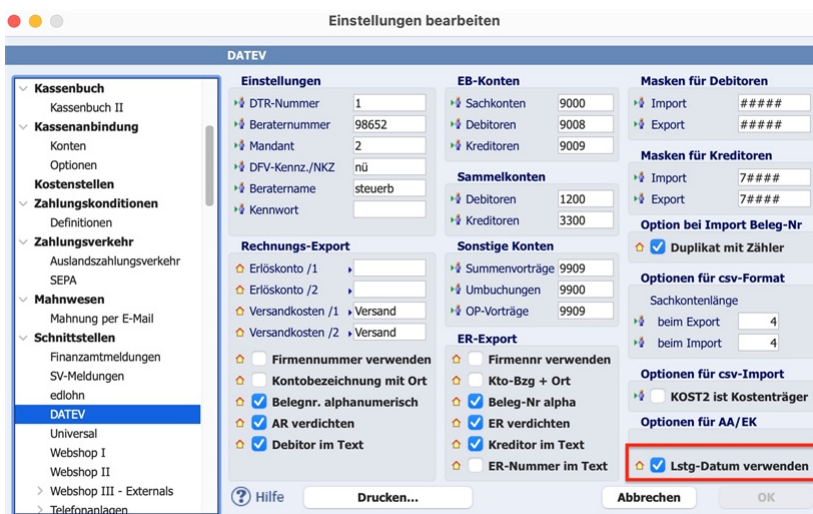 Einstellungen bearbeiten
DATEV
Kassenbuch
Kassenbuch II
Kassenanbindung
Konten
Optionen
Kostenstellen
Zahlungskonditionen
Definitionen
Zahlungsverkehr
Auslandszahlungsverkehr
SEPA
Mahnwesen
Mahnung per E-Mail
Schnittstellen
Finanzamtmeldungen
SV-Meldungen
edlohn
DATEV
Universal
Webshop I
Webshop II
Webshop III - Externals
Telefonanlagen
Einstellungen
DTR-Nummer 1
Beraternummer 98652
Mandant 2
DFV-Kennz./NKZ nü
Beratername steuerb
Kennwort
Rechnungs-Export
Erlöskonto /1
Erlöskonto /2
Versandkosten /1 Versand
Versandkosten /2 Versand
Firmennummer verwenden
Kontobezeichnung mit Ort
Belegnr. alphanumerisch
AR verdichten
Debitor im Text
EB-Konten
Sachkonten 9000
Debitoren 9008
Kreditoren 9009
Sammelkonten
Debitoren 1200
Kreditoren 3300
Sonstige Konten
Summenvorträge 9909
Umbuchungen 9900
OP-Vorträge 9909
ER-Export
Firmennr verwenden
Kto-Bzg + Ort
Beleg-Nr alpha
ER verdichten
Kreditor im Text
ER-Nummer im Text
Masken für Debitoren
Import #####
Export #####
Masken für Kreditoren
Import 7####
Export 7####
Option bei Import Beleg-Nr
Duplikat mit Zähler
Optionen für csv-Format
Sachkontenlänge
beim Export 4
beim Import 4
Optionen für csv-Import
KOST2 ist Kostenträger
Optionen für AA/EK
Lstg-Datum verwenden
? Hilfe
Drucken...
Abbrechen
OK